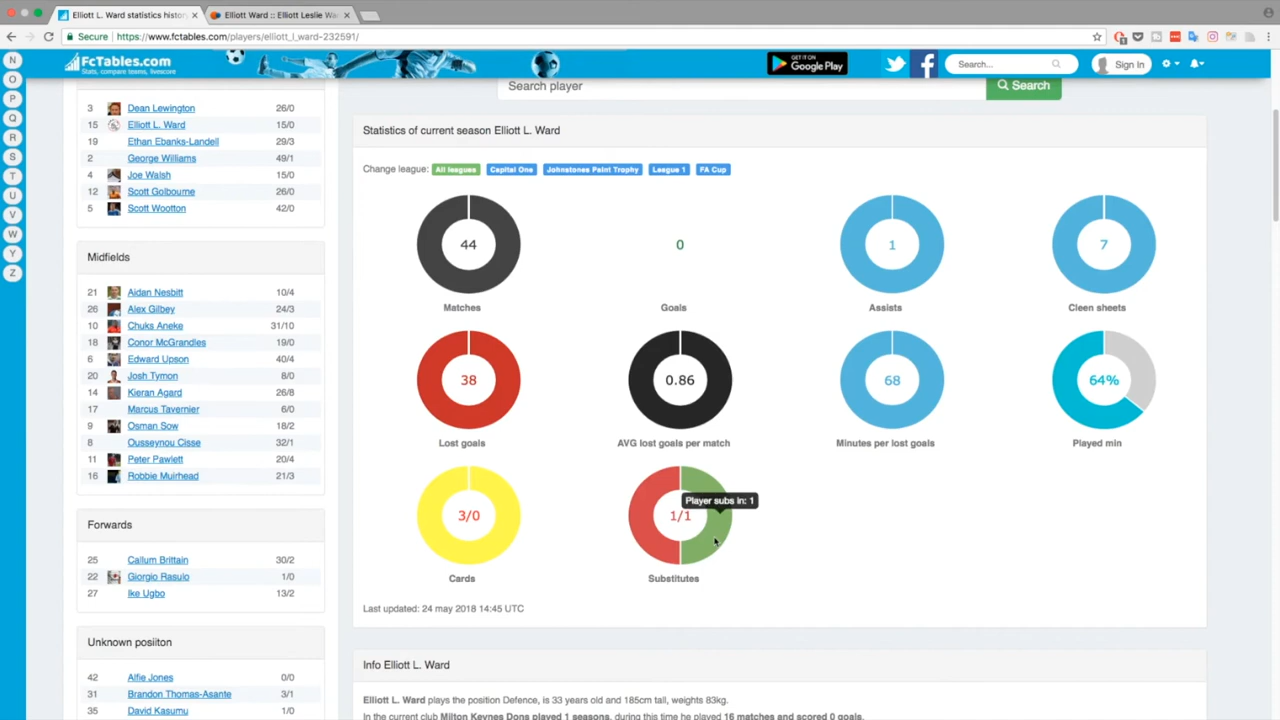 Elliott L. Ward statistics histor
Elliott Ward :: Elliott Leslie Wa
Secure
https://www.fctables.com/players/elliott_l_ward-232591/
FcTables.com
Stats, compare teams, livescore
GET IT ON
Google Play
Search...
Sign In
N
O
P
Q
R
S
T
U
V
W
Y
Z
3 Dean Lewington 26/0
15 Elliott L. Ward 15/0
19 Ethan Ebanks-Landell 29/3
2 George Williams 49/1
4 Joe Walsh 15/0
12 Scott Golbourne 26/0
5 Scott Wootton 42/0
Midfields
21 Aidan Nesbitt 10/4
26 Alex Gilbey 24/3
10 Chuks Aneke 31/10
18 Conor McGrandles 19/0
6 Edward Upson 40/4
20 Josh Tymon 8/0
14 Kieran Agard 26/8
17 Marcus Tavernier 6/0
9 Osman Sow 18/2
8 Ousseynou Cisse 32/1
11 Peter Pawlett 20/4
16 Robbie Muirhead 21/3
Forwards
25 Callum Brittain 30/2
22 Giorgio Rasulo 1/0
27 Ike Ugbo 13/2
Unknown posiiton
42 Alfie Jones 0/0
31 Brandon Thomas-Asante 3/1
35 David Kasumu 1/0
Search player
Search
Statistics of current season Elliott L. Ward
Change league: All leagues Capital One Johnstones Paint Trophy League 1 FA Cup
44
0
1
7
Matches
Goals
Assists
Cleen sheets
38
0.86
68
64%
Lost goals
AVG lost goals per match
Minutes per lost goals
Played min
3/0
1/1
Player subs in: 1
Cards
Substitutes
Last updated: 24 may 2018 14:45 UTC
Info Elliott L. Ward
Elliott L. Ward plays the position Defence, is 33 years old and 185cm tall, weights 83kg.
In the current club Milton Keynes Dons played 1 seasons, during this time he played 16 matches and scored 0 goals.